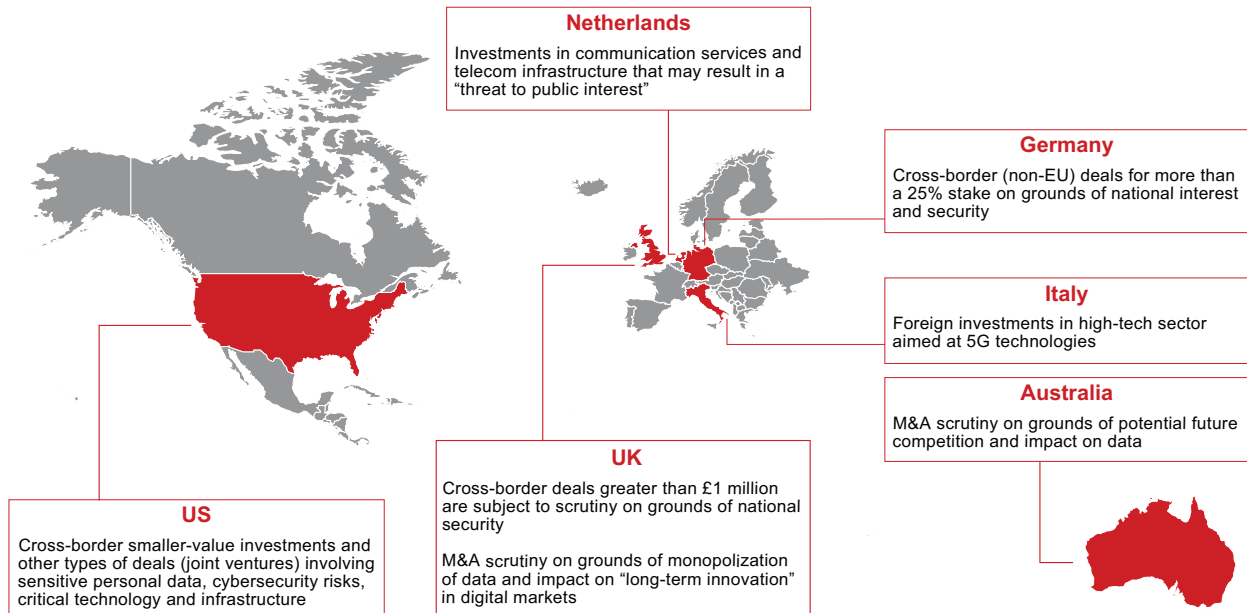 Netherlands
Investments in communication services and
telecom infrastructure that may result in a
“threat to public interest”
Germany
Cross-border (non-EU) deals for more than
a 25% stake on grounds of national interest
and security
Italy
Foreign investments in high-tech sector
aimed at 5G technologies
Australia
M&A scrutiny on grounds of potential future
competition and impact on data
UK
Cross-border deals greater than £1 million
are subject to scrutiny on grounds of national
security
M&A scrutiny on grounds of monopolization
of data and impact on “long-term innovation”
in digital markets
US
Cross-border smaller-value investments and
other types of deals (joint ventures) involving
sensitive personal data, cybersecurity risks,
critical technology and infrastructure